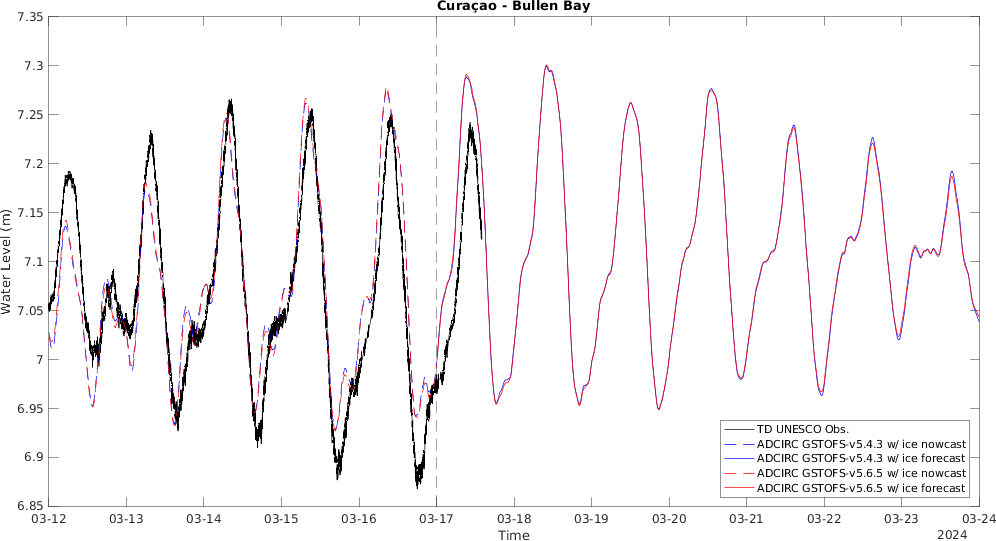 Curaçao - Bullen Bay
Water Level (m)
7.35
7.3
7.25
7.2
7.15
7.1
7.05
7
6.95
6.9
6.85
TD UNESCO Obs.
ADCIRC GSTOFS-v5.4.3 w/ ice nowcast
ADCIRC GSTOFS-v5.4.3 w/ ice forecast
ADCIRC GSTOFS-v5.6.5 w/ ice nowcast
ADCIRC GSTOFS-v5.6.5 w/ ice forecast
03-12 03-13 03-14 03-15 03-16 03-17 03-18 03-19 03-20 03-21 03-22 03-23 03-24
Time
2024